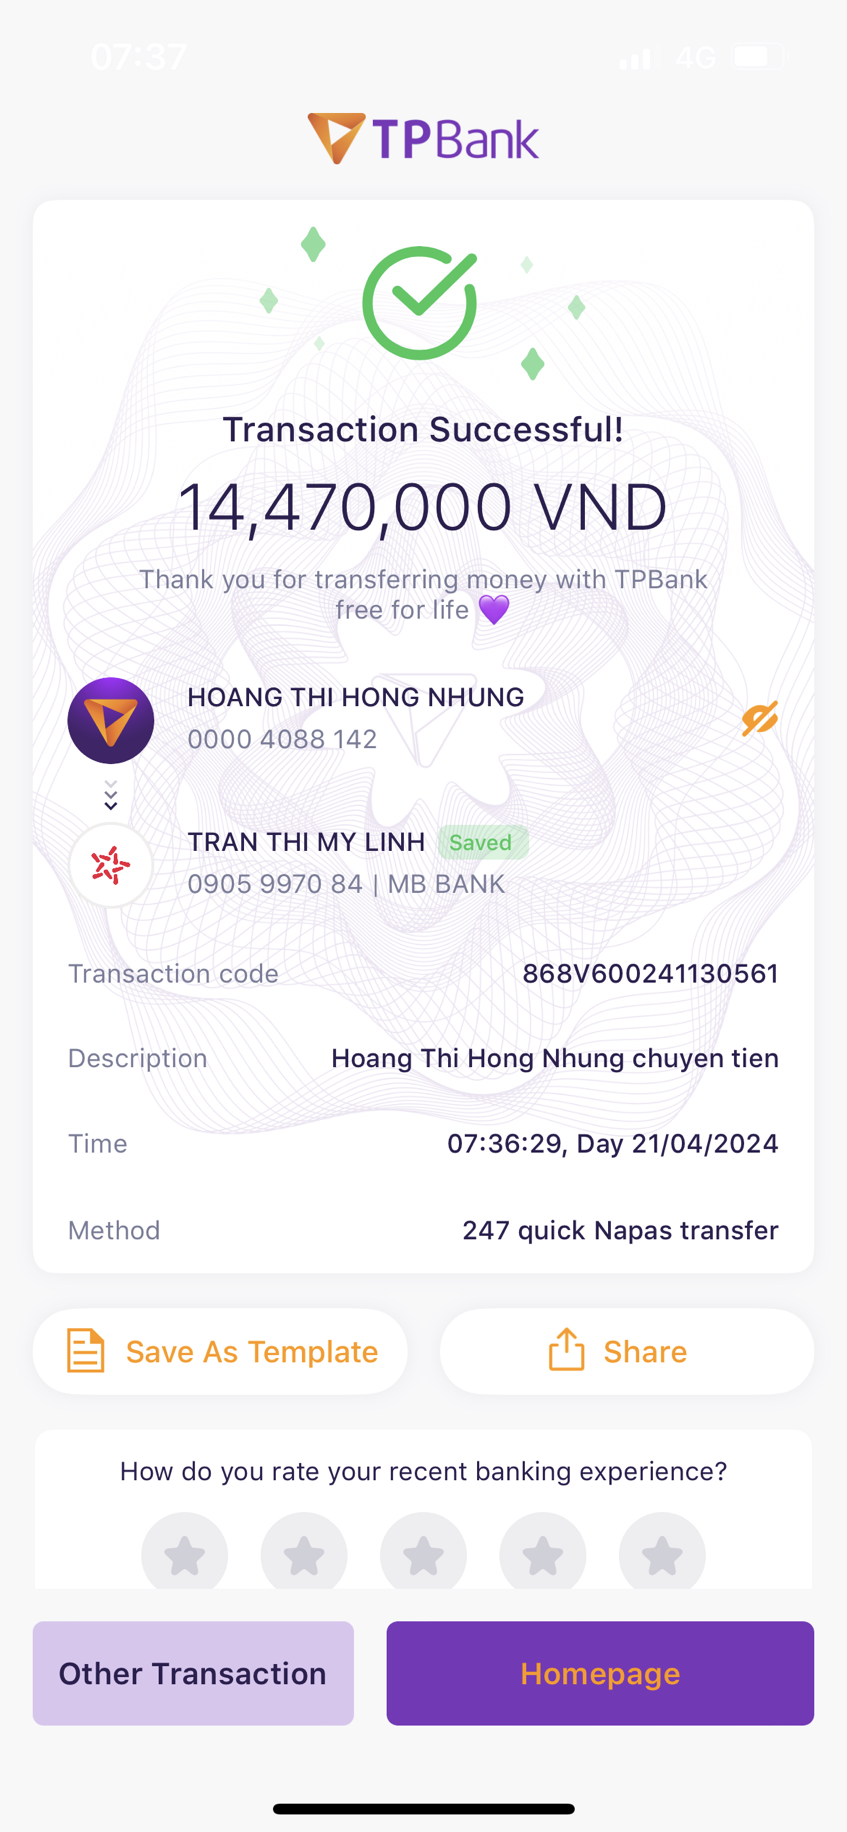 07:37 4G
TPBank
Transaction Successful!
14,470,000 VND
Thank you for transferring money with TPBank
free for life 💜
HOANG THI HONG NHUNG
0000 4088 142
TRAN THI MY LINH Saved
0905 9970 84 | MB BANK
Transaction code 868V600241130561
Description Hoang Thi Hong Nhung chuyen tien
Time 07:36:29, Day 21/04/2024
Method 247 quick Napas transfer
Save As Template Share
How do you rate your recent banking experience?
Other Transaction Homepage